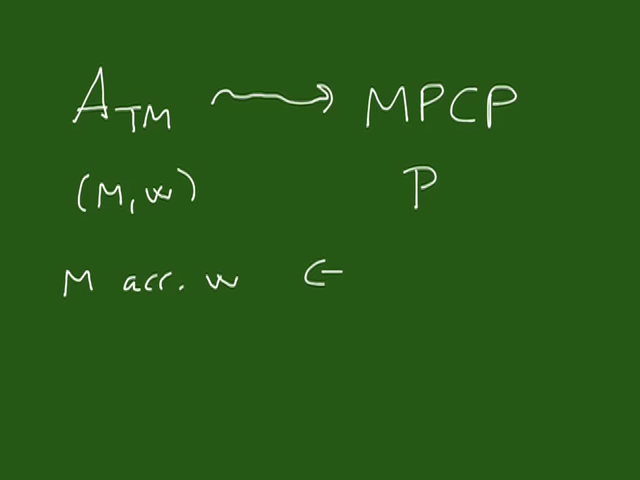 A_TM ⟿ MPCP
(M, w) P
M acc. w